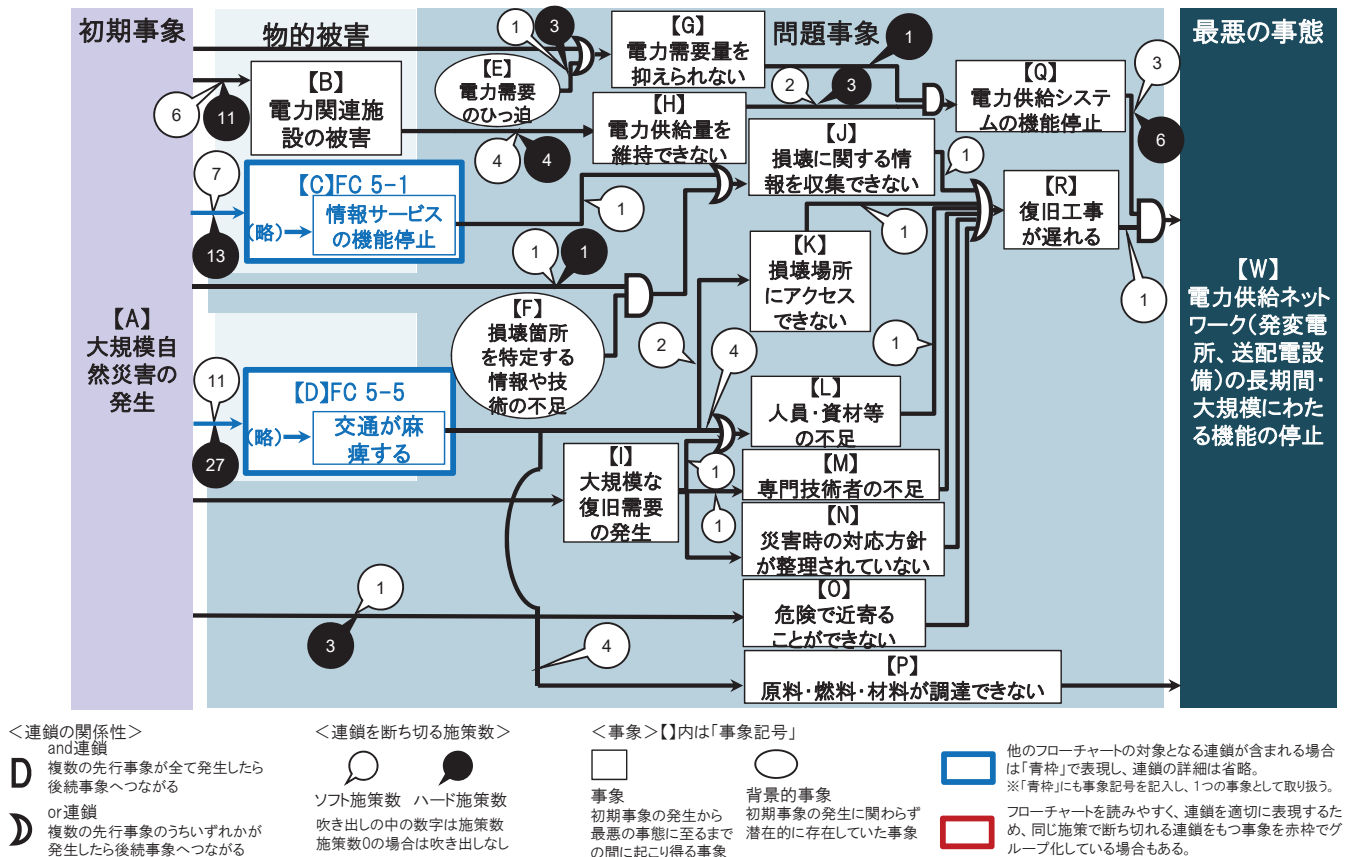 初期事象
物的被害
問題事象
最悪の事態
【A】
大規模自
然災害の
発生
6
11
【B】
電力関連施
設の被害
7
13
【C】FC 5-1
(略)
情報サービス
の機能停止
11
27
【D】FC 5-5
(略)
交通が麻
痺する
1
3
【E】
電力需要
のひっ迫
【G】
電力需要量を
抑えられない
1
4
4
【H】
電力供給量を
維持できない
2
3
【Q】
電力供給システ
ムの機能停止
3
6
1
1
1
【F】
損壊箇所
を特定する
情報や技
術の不足
【J】
損壊に関する情
報を収集できない
1
【K】
損壊場所
にアクセス
できない
1
【R】
復旧工事
が遅れる
1
2
4
【L】
人員・資材等
の不足
1
【I】
大規模な
復旧需要
の発生
1
1
【M】
専門技術者の不足
【N】
災害時の対応方針
が整理されていない
1
3
【O】
危険で近寄る
ことができない
4
【P】
原料・燃料・材料が調達できない
【W】
電力供給ネット
ワーク(発変電
所、送配電設
備)の長期間・
大規模にわた
る機能の停止
<連鎖の関係性>
and連鎖
複数の先行事象が全て発生したら
後続事象へつながる
or連鎖
複数の先行事象のうちいずれかが
発生したら後続事象へつながる
<連鎖を断ち切る施策数>
ソフト施策数 ハード施策数
吹き出しの中の数字は施策数
施策数0の場合は吹き出しなし
<事象>【】内は「事象記号」
事象
初期事象の発生から
最悪の事態に至るまで
の間に起こり得る事象
背景的事象
初期事象の発生に関わらず
潜在的に存在していた事象
他のフローチャートの対象となる連鎖が含まれる場合
は「青枠」で表現し、連鎖の詳細は省略。
※「青枠」にも事象記号を記入し、1つの事象として取り扱う。
フローチャートを読みやすく、連鎖を適切に表現するた
め、同じ施策で断ち切れる連鎖をもつ事象を赤枠でグ
ループ化している場合もある。